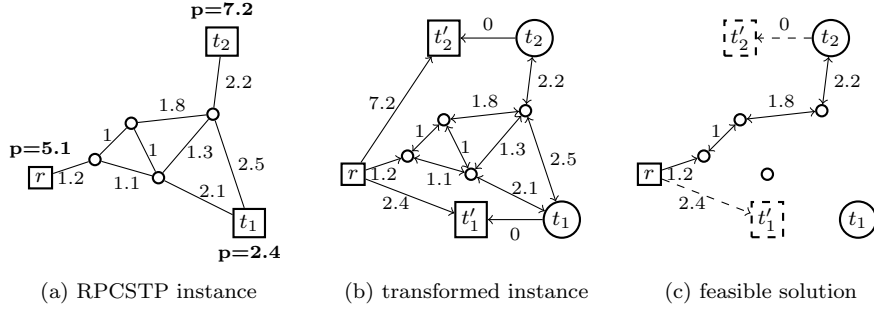 p=7.2
t₂
2.2
1.8
1
1
p=5.1
r
1.2
1.1
1.3
2.5
2.1
t₁
p=2.4
(a) RPCSTP instance
t′₂
0
t₂
2.2
7.2
1.8
1
1
r
1.2
1.1
1.3
2.5
2.1
2.4
t′₁
0
t₁
(b) transformed instance
t′₂
0
t₂
2.2
1.8
1
r
1.2
2.4
t′₁
t₁
(c) feasible solution